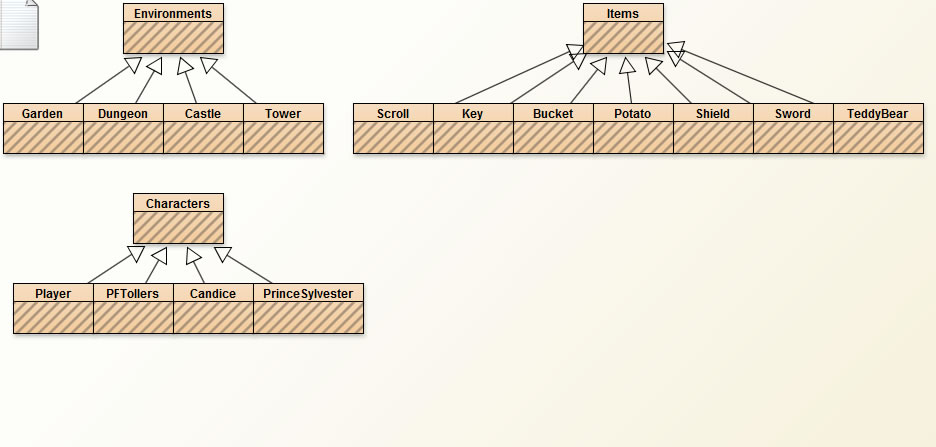 Environments
Items
Garden
Dungeon
Castle
Tower
Scroll
Key
Bucket
Potato
Shield
Sword
TeddyBear
Characters
Player
PFTollers
Candice
PrinceSylvester